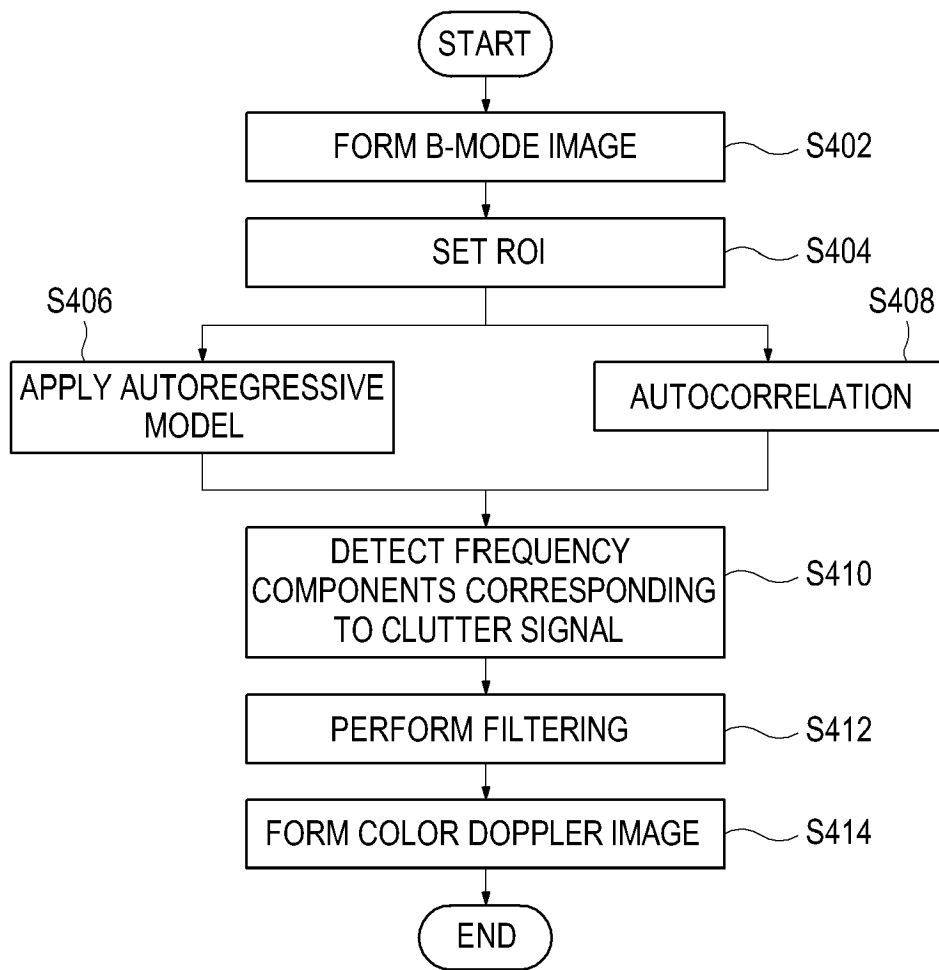 START
FORM B-MODE IMAGE
S402
SET ROI
S404
S406
S408
APPLY AUTOREGRESSIVE
MODEL
AUTOCORRELATION
DETECT FREQUENCY
COMPONENTS CORRESPONDING
TO CLUTTER SIGNAL
S410
PERFORM FILTERING
S412
FORM COLOR DOPPLER IMAGE
S414
END